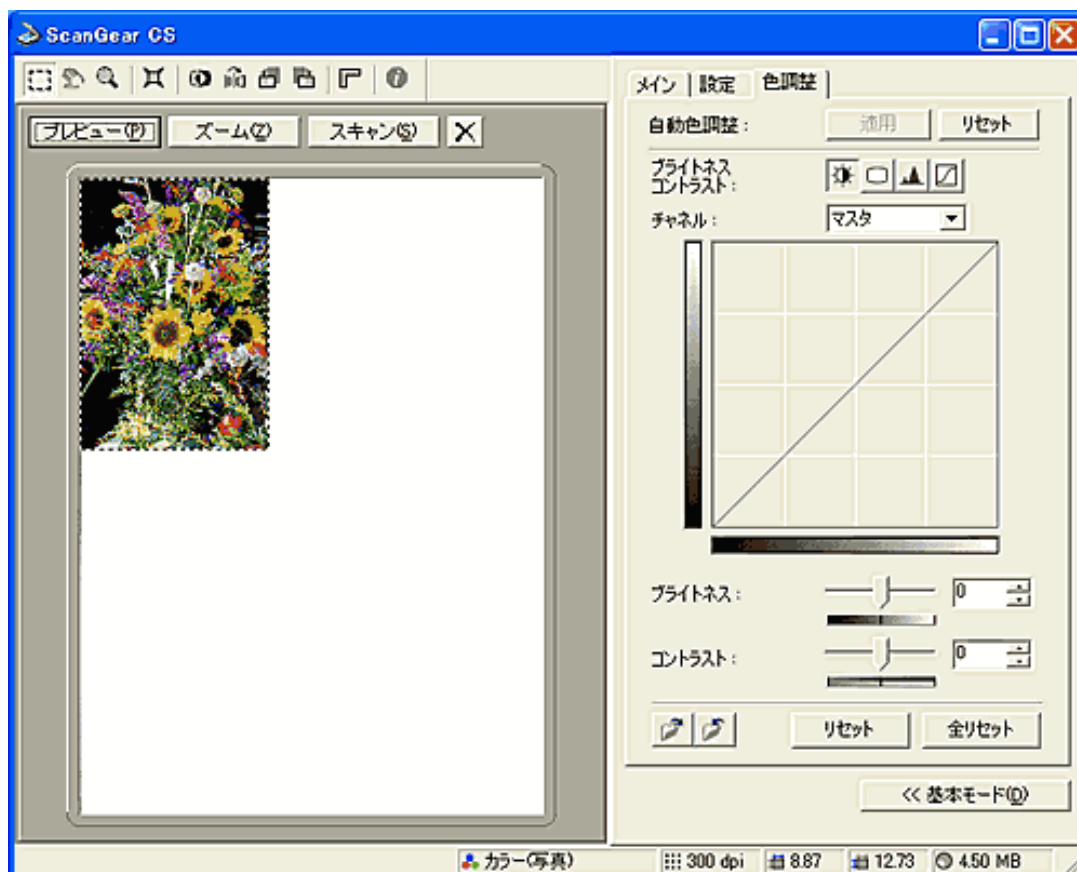 ScanGear CS
メイン 設定 色調整
プレビュー(P) ズーム(Z) スキャン(S)
自動色調整: 適用 リセット
ブライトネス
コントラスト:
チャネル: マスタ
ブライトネス: 0
コントラスト: 0
リセット 全リセット
<< 基本モード(D)
カラー(写真) 300 dpi 8.87 12.73 4.50 MB